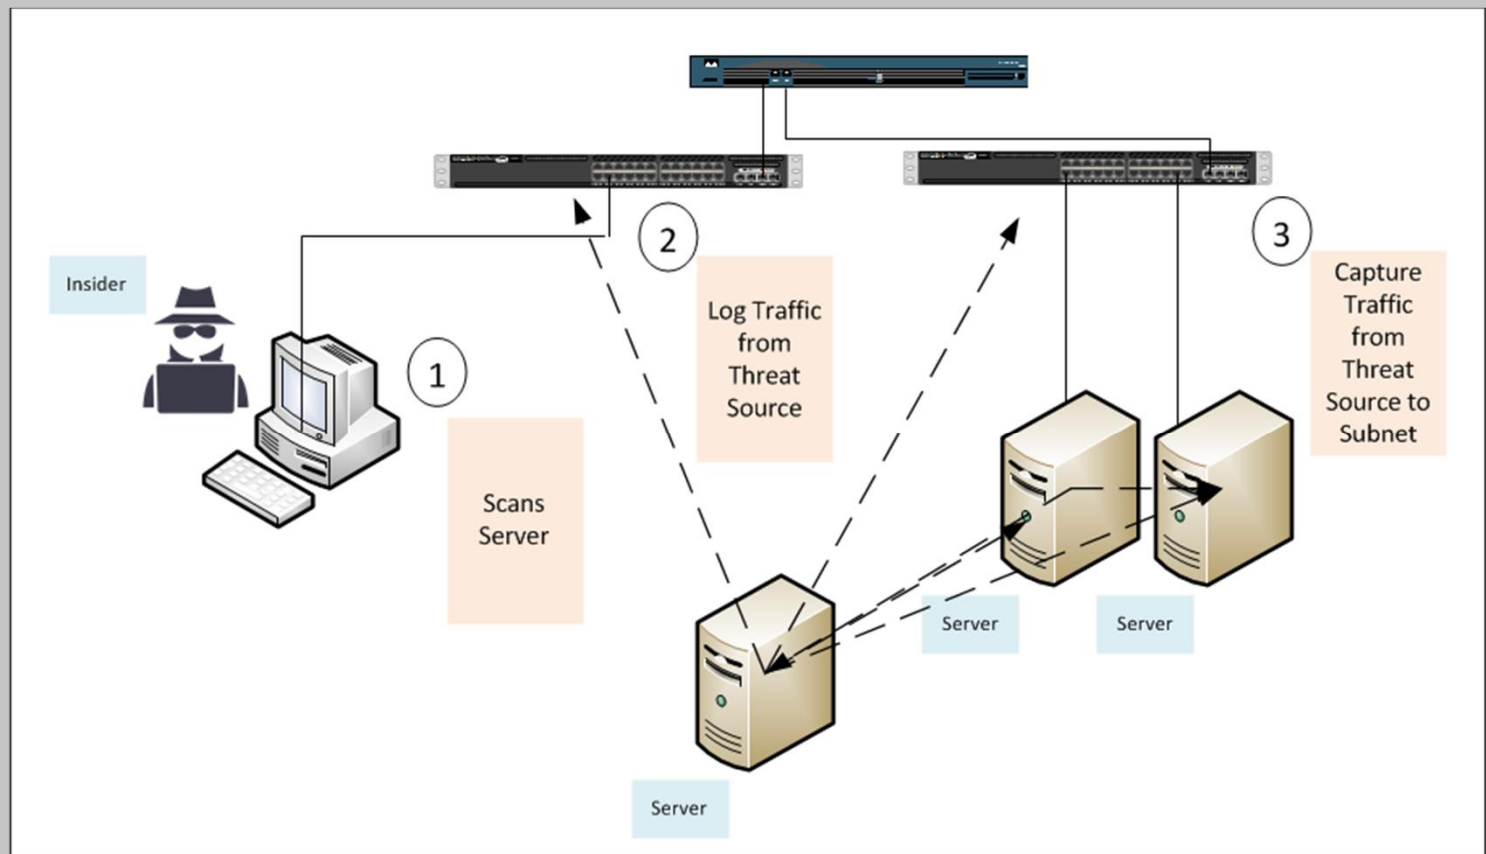 Insider
1
Scans
Server
2
Log Traffic
from
Threat
Source
3
Capture
Traffic
from
Threat
Source to
Subnet
Server
Server
Server